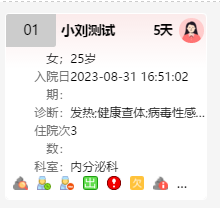 01 小刘测试 5天
女；25岁
入院日2023-08-31 16:51:02
期：
诊断：发热;健康查体;病毒性感...
住院次3
数：
科室：内分泌科
出 欠 ...